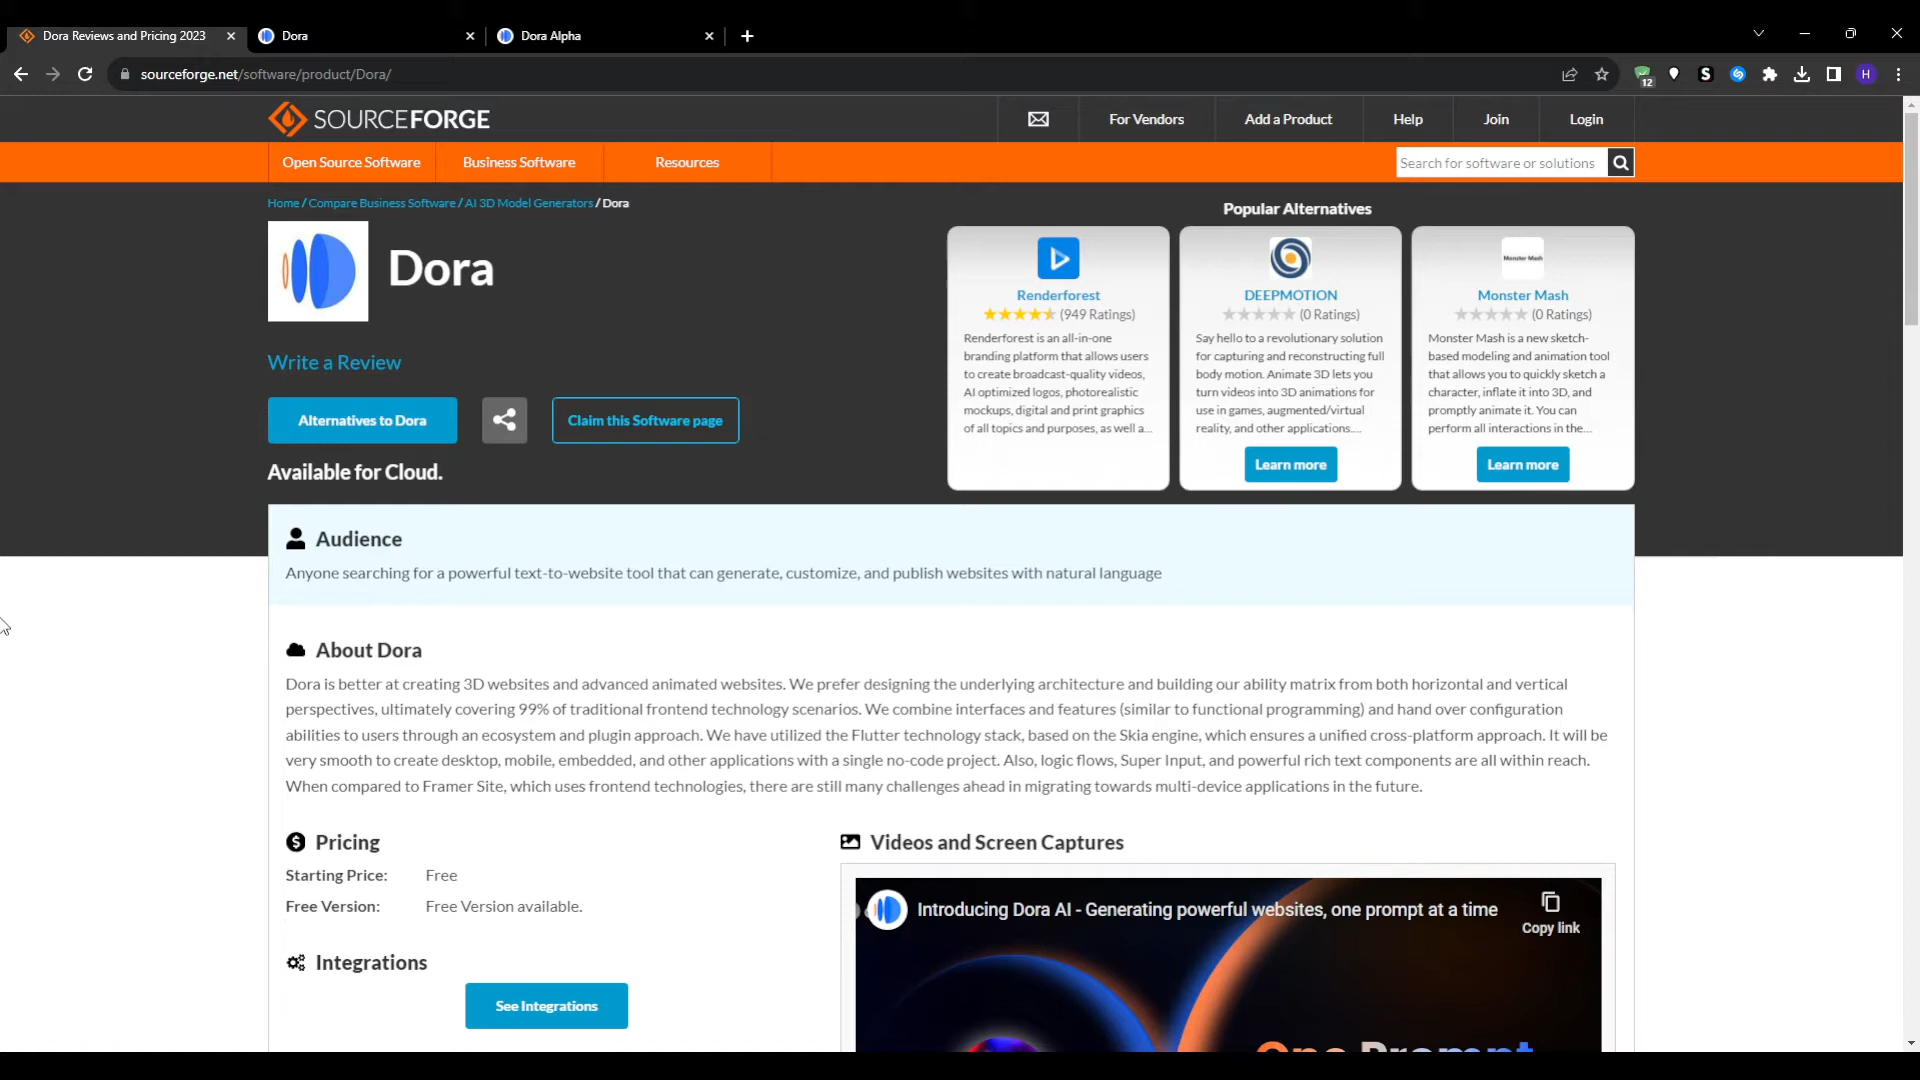 Dora Reviews and Pricing 2023
Dora
Dora Alpha
sourceforge.net/software/product/Dora/
12
S
H
SOURCEFORGE
For Vendors
Add a Product
Help
Join
Login
Open Source Software
Business Software
Resources
Search for software or solutions
Home / Compare Business Software / AI 3D Model Generators / Dora
Dora
Write a Review
Alternatives to Dora
Claim this Software page
Available for Cloud.
Popular Alternatives
Renderforest
(949 Ratings)
Renderforest is an all-in-one
branding platform that allows users
to create broadcast-quality videos,
AI optimized logos, photorealistic
mockups, digital and print graphics
of all topics and purposes, as well a...
DEEPMOTION
(0 Ratings)
Say hello to a revolutionary solution
for capturing and reconstructing full
body motion. Animate 3D lets you
turn videos into 3D animations for
use in games, augmented/virtual
reality, and other applications....
Learn more
Monster Mash
Monster Mash
(0 Ratings)
Monster Mash is a new sketch-
based modeling and animation tool
that allows you to quickly sketch a
character, inflate it into 3D, and
promptly animate it. You can
perform all interactions in the...
Learn more
Audience
Anyone searching for a powerful text-to-website tool that can generate, customize, and publish websites with natural language
About Dora
Dora is better at creating 3D websites and advanced animated websites. We prefer designing the underlying architecture and building our ability matrix from both horizontal and vertical
perspectives, ultimately covering 99% of traditional frontend technology scenarios. We combine interfaces and features (similar to functional programming) and hand over configuration
abilities to users through an ecosystem and plugin approach. We have utilized the Flutter technology stack, based on the Skia engine, which ensures a unified cross-platform approach. It will be
very smooth to create desktop, mobile, embedded, and other applications with a single no-code project. Also, logic flows, Super Input, and powerful rich text components are all within reach.
When compared to Framer Site, which uses frontend technologies, there are still many challenges ahead in migrating towards multi-device applications in the future.
Pricing
Starting Price: Free
Free Version: Free Version available.
Integrations
See Integrations
Videos and Screen Captures
Introducing Dora AI - Generating powerful websites, one prompt at a time
Copy link
One Prompt